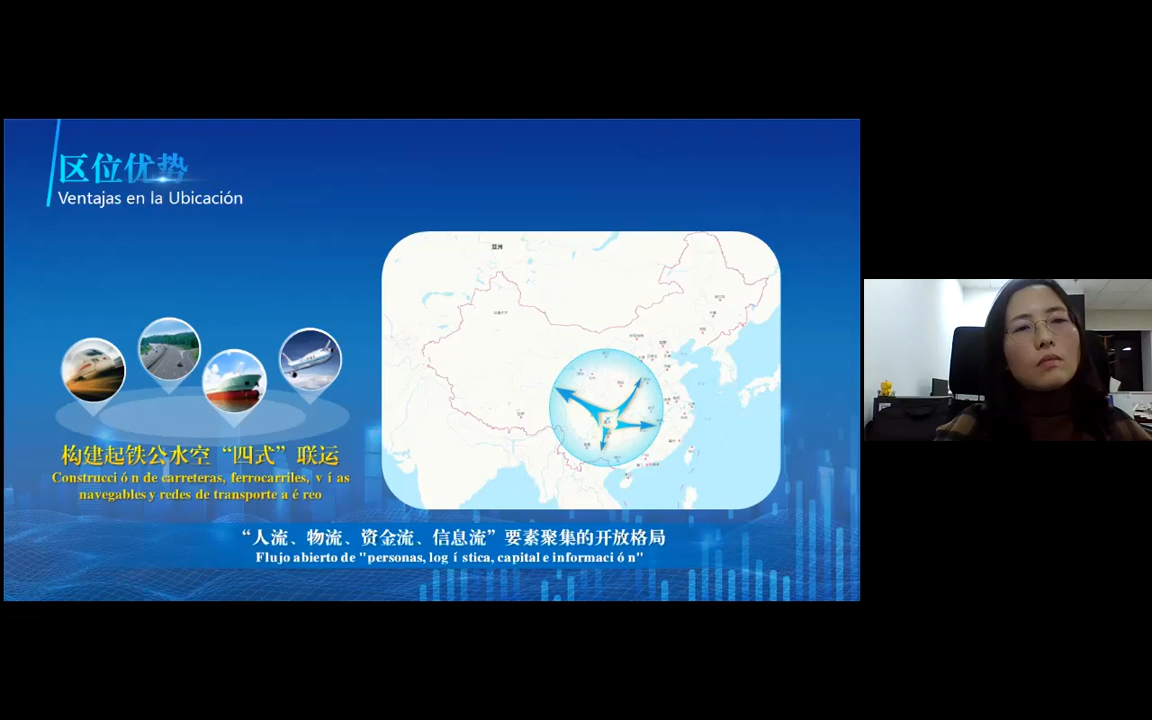 区位优势
Ventajas en la Ubicación
亚洲
构建起铁公水空“四式”联运
Construcci ó n de carreteras, ferrocarriles, v í as
navegables y redes de transporte a é reo
“人流、物流、资金流、信息流”要素聚集的开放格局
Flujo abierto de "personas, log í stica, capital e informaci ó n"